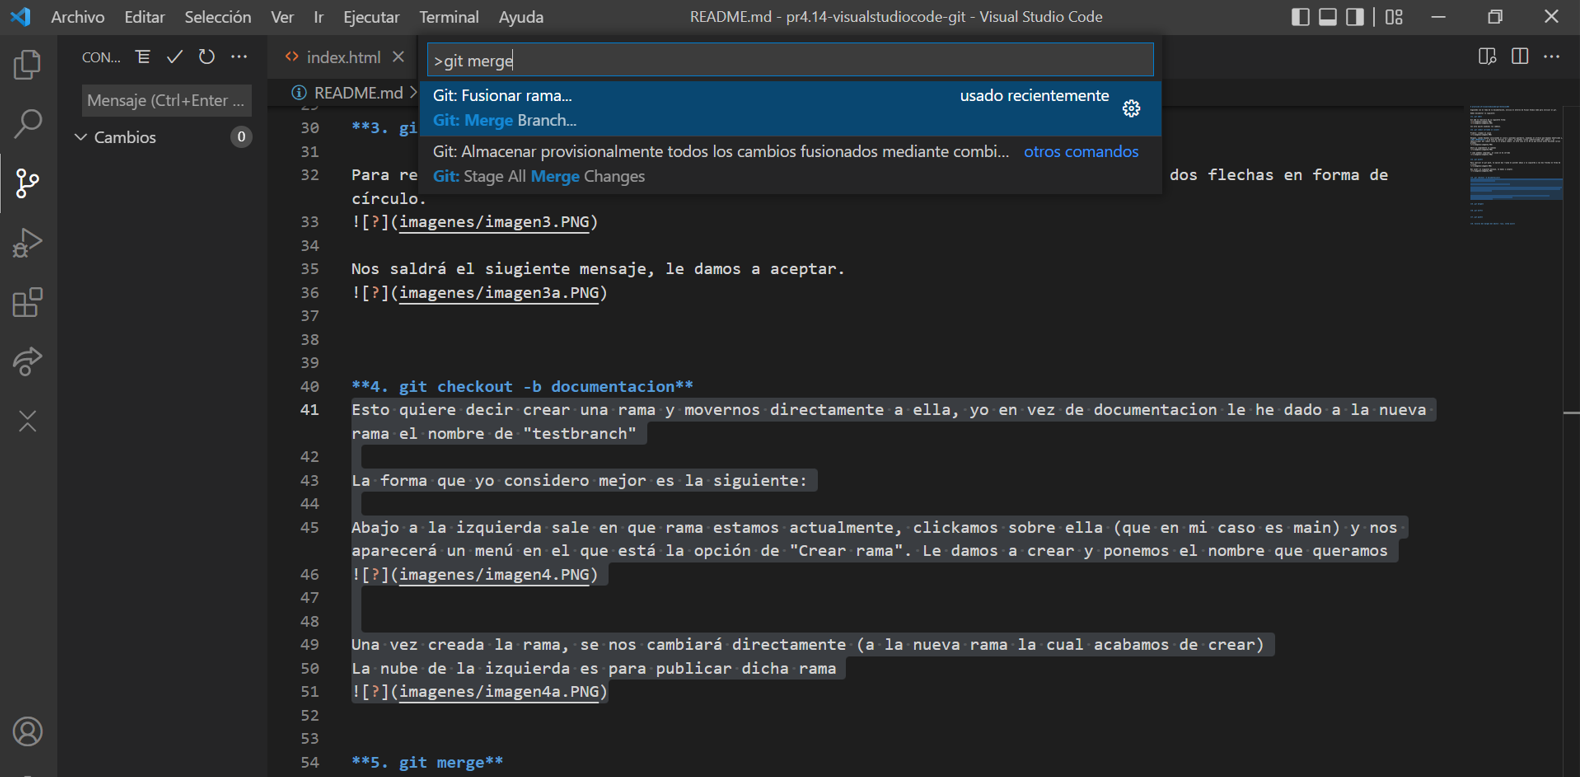 Archivo Editar Selección Ver Ir Ejecutar Terminal Ayuda README.md - pr4.14-visualstudiocode-git - Visual Studio Code
CON... index.html
>git merge
Mensaje (Ctrl+Enter ... README.md
Git: Fusionar rama... usado recientemente
Git: Merge Branch...
Cambios 0
Git: Almacenar provisionalmente todos los cambios fusionados mediante combi... otros comandos
Git: Stage All Merge Changes
30 **3. gi
31
32 Para re dos flechas en forma de
círculo.
33 ![?](imagenes/imagen3.PNG)
34
35 Nos saldrá el siugiente mensaje, le damos a aceptar.
36 ![?](imagenes/imagen3a.PNG)
37
38
39
40 **4. git checkout -b documentacion**
41 Esto quiere decir crear una rama y movernos directamente a ella, yo en vez de documentacion le he dado a la nueva
rama el nombre de "testbranch"
42
43 La forma que yo considero mejor es la siguiente:
44
45 Abajo a la izquierda sale en que rama estamos actualmente, clickamos sobre ella (que en mi caso es main) y nos
aparecerá un menú en el que está la opción de "Crear rama". Le damos a crear y ponemos el nombre que queramos
46 ![?](imagenes/imagen4.PNG)
47
48
49 Una vez creada la rama, se nos cambiará directamente (a la nueva rama la cual acabamos de crear)
50 La nube de la izquierda es para publicar dicha rama
51 ![?](imagenes/imagen4a.PNG)
52
53
54 **5. git merge**